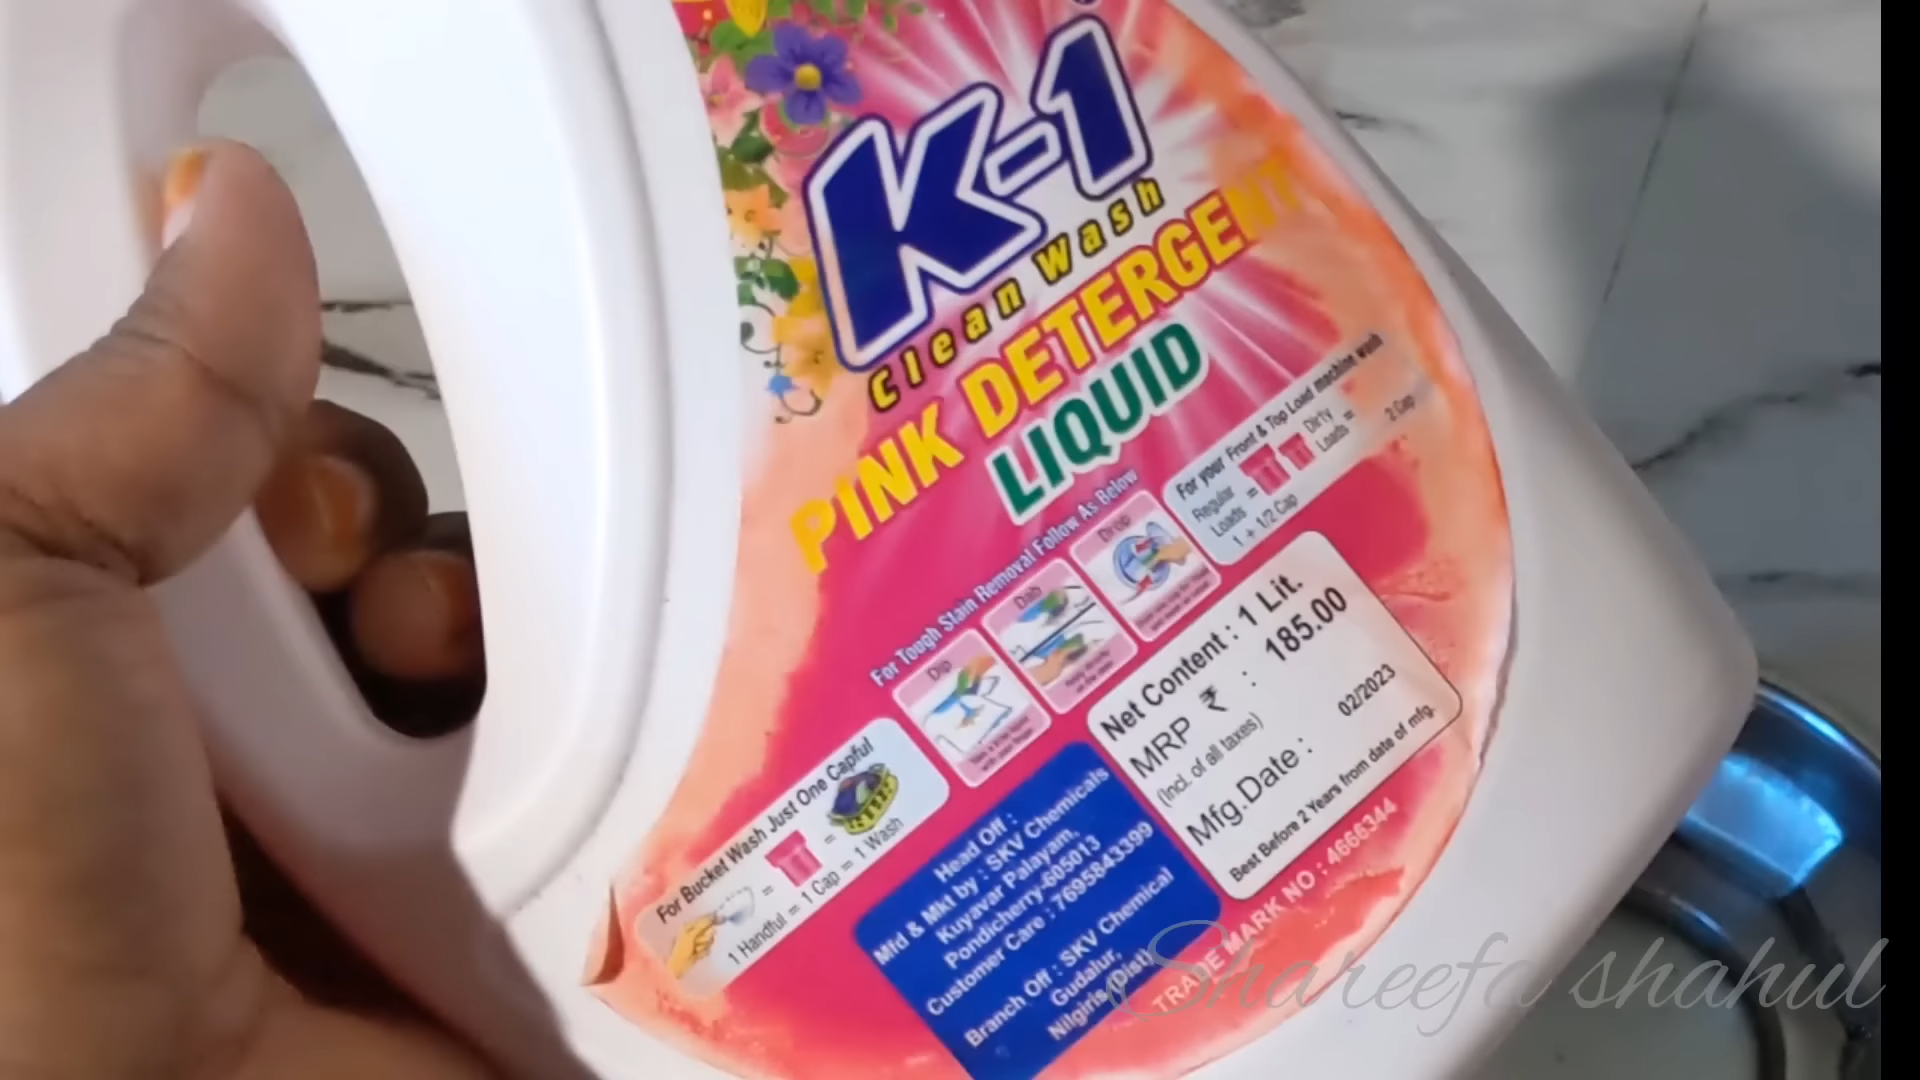 K-1
Clean Wash
PINK DETERGENT
LIQUID
For your Front & Top Load machine wash
Regular Loads = 1 + 1/2 Cap
Dirty Loads = 2 Cap
For Tough Stain Removal Follow As Below
Dip
Dab
Drop
For Bucket Wash Just One Capful
= =
1 Handful = 1 Cap = 1 Wash
Net Content : 1 Lit.
MRP ₹ : 185.00
(Incl. of all taxes)
Mfg.Date : 02/2023
Best Before 2 Years from date of mfg.
Head Off :
Mfd & Mkt by : SKV Chemicals
Kuyavar Palayam,
Pondicherry-605013
Customer Care : 7695843399
Branch Off : SKV Chemical
Gudalur,
Nilgiris (Dist)
TRADE MARK NO : 4666344
Shareefa shahul